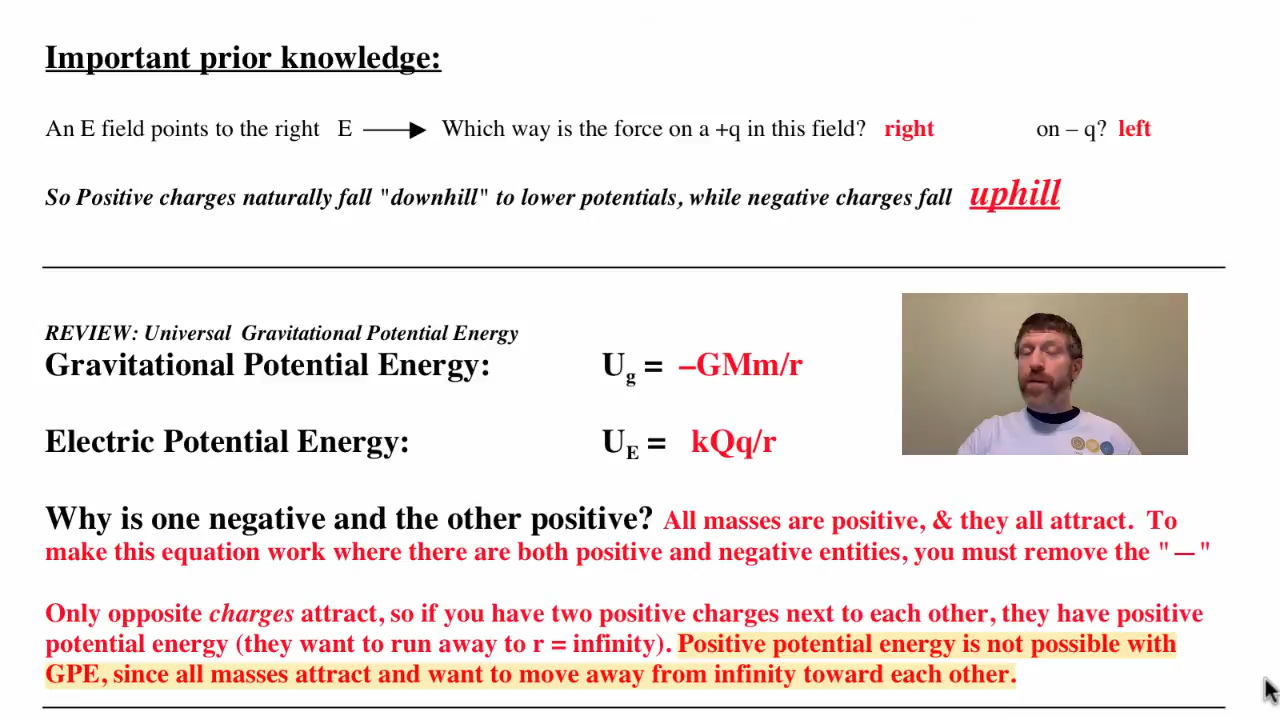 Important prior knowledge:
An E field points to the right E Which way is the force on a +q in this field? right on – q? left
So Positive charges naturally fall "downhill" to lower potentials, while negative charges fall uphill
REVIEW: Universal Gravitational Potential Energy
Gravitational Potential Energy: Ug = –GMm/r
Electric Potential Energy: UE = kQq/r
Why is one negative and the other positive? All masses are positive, & they all attract. To
make this equation work where there are both positive and negative entities, you must remove the "—"
Only opposite charges attract, so if you have two positive charges next to each other, they have positive
potential energy (they want to run away to r = infinity). Positive potential energy is not possible with
GPE, since all masses attract and want to move away from infinity toward each other.